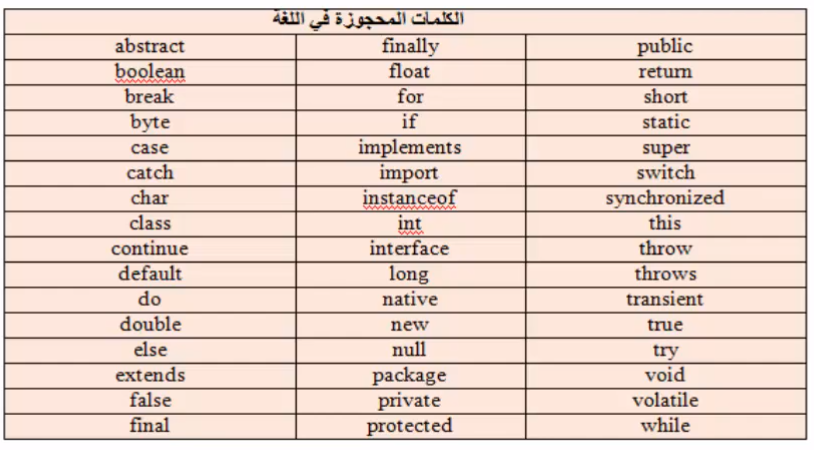 الكلمات المحجوزة في اللغة
abstract finally public
boolean float return
break for short
byte if static
case implements super
catch import switch
char instanceof synchronized
class int this
continue interface throw
default long throws
do native transient
double new true
else null try
extends package void
false private volatile
final protected while